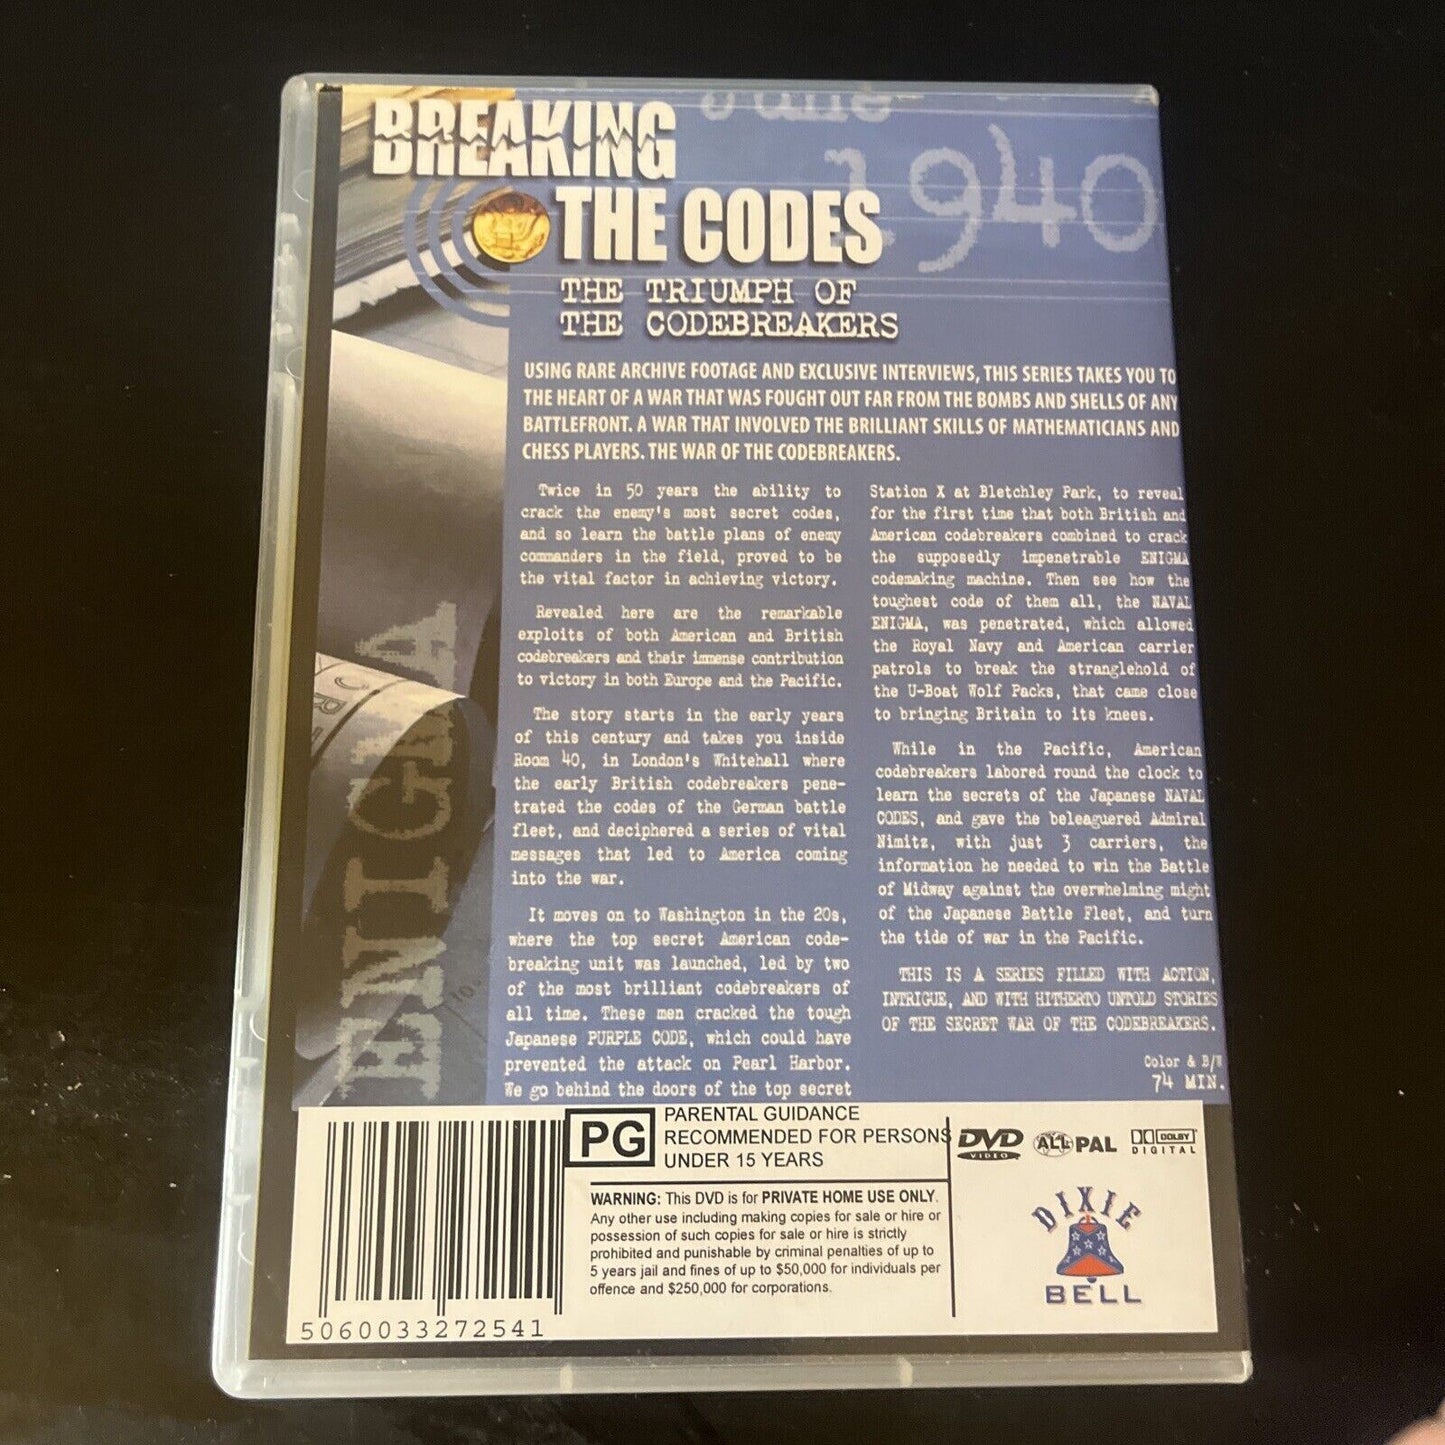 June
1940
BREAKING
THE CODES
THE TRIUMPH OF
THE CODEBREAKERS
USING RARE ARCHIVE FOOTAGE AND EXCLUSIVE INTERVIEWS, THIS SERIES TAKES YOU TO
THE HEART OF A WAR THAT WAS FOUGHT OUT FAR FROM THE BOMBS AND SHELLS OF ANY
BATTLEFRONT. A WAR THAT INVOLVED THE BRILLIANT SKILLS OF MATHEMATICIANS AND
CHESS PLAYERS. THE WAR OF THE CODEBREAKERS.
Twice in 50 years the ability to
crack the enemy's most secret codes,
and so learn the battle plans of enemy
commanders in the field, proved to be
the vital factor in achieving victory.
Revealed here are the remarkable
exploits of both American and British
codebreakers and their immense contribution
to victory in both Europe and the Pacific.
The story starts in the early years
of this century and takes you inside
Room 40, in London's Whitehall where
the early British codebreakers pene-
trated the codes of the German battle
fleet, and deciphered a series of vital
messages that led to America coming
into the war.
It moves on to Washington in the 20s,
where the top secret American code-
breaking unit was launched, led by two
of the most brilliant codebreakers of
all time. These men cracked the tough
Japanese PURPLE CODE, which could have
prevented the attack on Pearl Harbor.
We go behind the doors of the top secret
Station X at Bletchley Park, to reveal
for the first time that both British and
American codebreakers combined to crack
the supposedly impenetrable ENIGMA
codemaking machine. Then see how the
toughest code of them all, the NAVAL
ENIGMA, was penetrated, which allowed
the Royal Navy and American carrier
patrols to break the stranglehold of
the U-Boat Wolf Packs, that came close
to bringing Britain to its knees.
While in the Pacific, American
codebreakers labored round the clock to
learn the secrets of the Japanese NAVAL
CODES, and gave the beleaguered Admiral
Nimitz, with just 3 carriers, the
information he needed to win the Battle
of Midway against the overwhelming might
of the Japanese Battle Fleet, and turn
the tide of war in the Pacific.
THIS IS A SERIES FILLED WITH ACTION,
INTRIGUE, AND WITH HITHERTO UNTOLD STORIES
OF THE SECRET WAR OF THE CODEBREAKERS.
Color & B/W
74 MIN.
ENIGMA
PG
PARENTAL GUIDANCE
RECOMMENDED FOR PERSONS
UNDER 15 YEARS
WARNING: This DVD is for PRIVATE HOME USE ONLY.
Any other use including making copies for sale or hire or
possession of such copies for sale or hire is strictly
prohibited and punishable by criminal penalties of up to
5 years jail and fines of up to $50,000 for individuals per
offence and $250,000 for corporations.
5060033272541
DVD
VIDEO
ALL PAL
DOLBY
DIGITAL
DIXIE
BELL